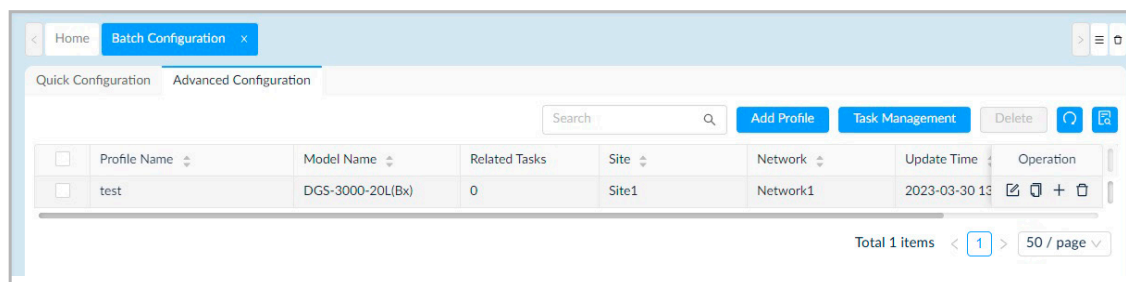 Home Batch Configuration x
Quick Configuration Advanced Configuration
Search Add Profile Task Management Delete
Profile Name Model Name Related Tasks Site Network Update Time Operation
test DGS-3000-20L(Bx) 0 Site1 Network1 2023-03-30 13
Total 1 items < 1 > 50 / page